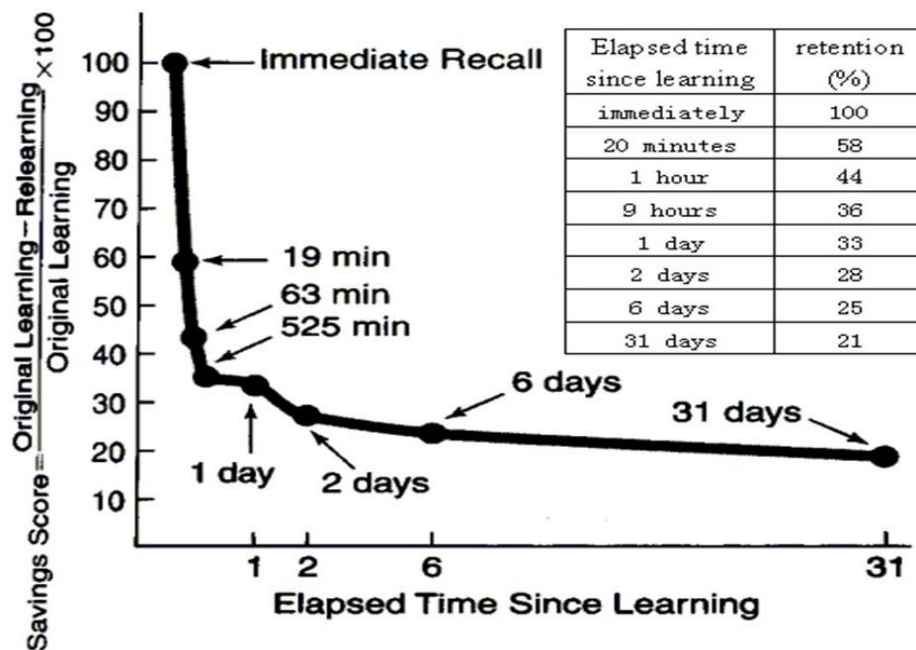 Savings Score=
Original Learning–Relearning
Original Learning
×100
100
90
80
70
60
50
40
30
20
10
Immediate Recall
19 min
63 min
525 min
1 day
2 days
6 days
31 days
1 2 6 31
Elapsed Time Since Learning
Elapsed time since learning retention (%)
immediately 100
20 minutes 58
1 hour 44
9 hours 36
1 day 33
2 days 28
6 days 25
31 days 21